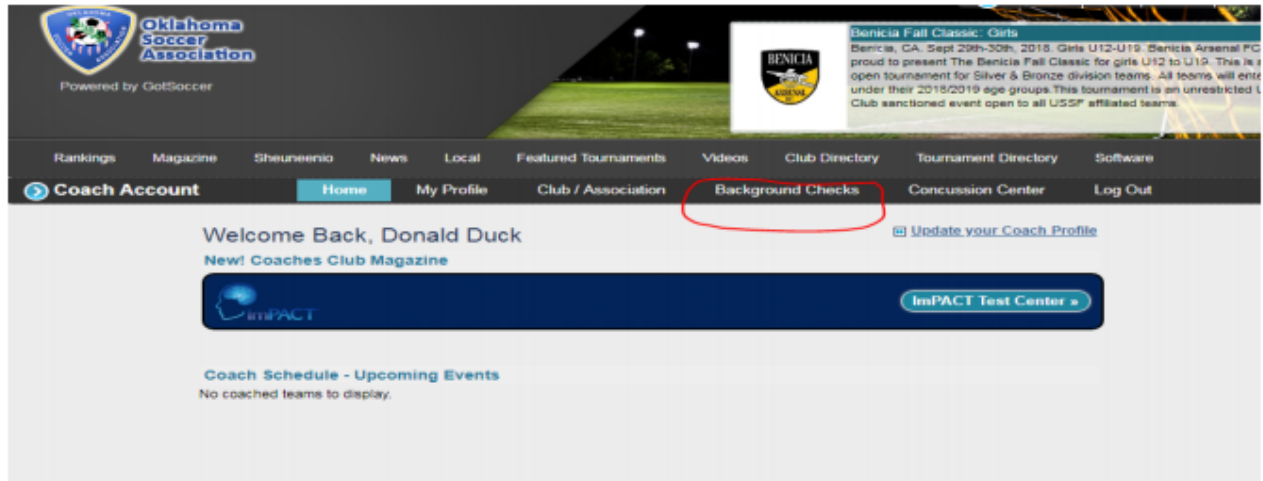 Oklahoma
Soccer
Association
Powered by GotSoccer
BENICIA
Benicia Fall Classic: Girls
Benicia, CA. Sept 29th-30th, 2018. Girls U12-U19. Benicia Arsenal FC
proud to present The Benicia Fall Classic for girls U12 to U19. This is a
open tournament for Silver & Bronze division teams. All teams will ente
under their 2018/2019 age groups.This tournament is an unrestricted U
Club sanctioned event open to all USSF affiliated teams.
Rankings Magazine Sheuneenio News Local Featured Tournaments Videos Club Directory Tournament Directory Software
Coach Account Home My Profile Club / Association Background Checks Concussion Center Log Out
Welcome Back, Donald Duck
Update your Coach Profile
New! Coaches Club Magazine
ImPACT
ImPACT Test Center »
Coach Schedule - Upcoming Events
No coached teams to display.